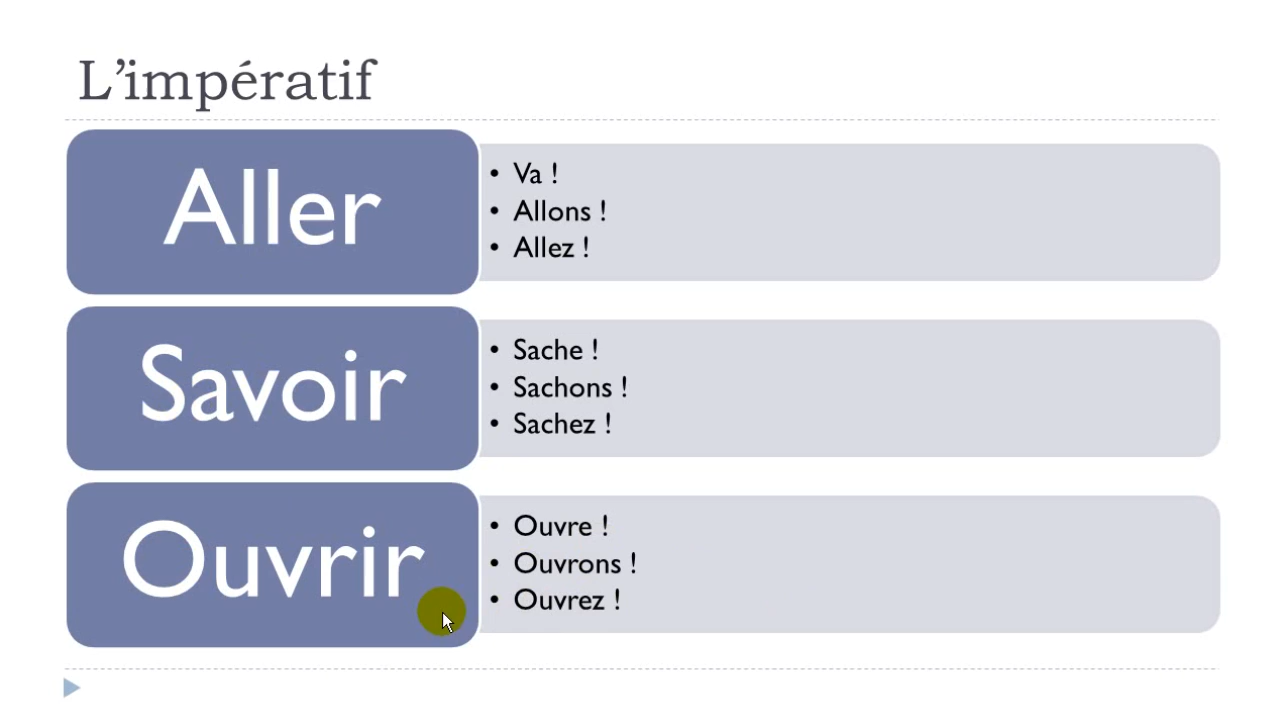 L’impératif
Aller
• Va !
• Allons !
• Allez !
Savoir
• Sache !
• Sachons !
• Sachez !
Ouvrir
• Ouvre !
• Ouvrons !
• Ouvrez !